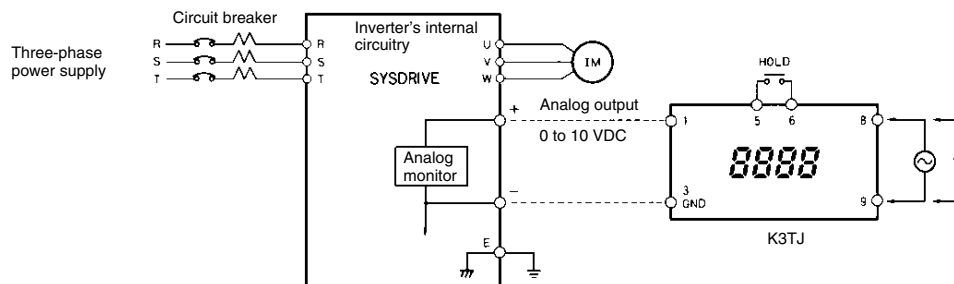 Three-phase
power supply
Circuit breaker
R
S
T
R
S
T
Inverter's internal
circuitry
SYSDRIVE
U
V
W
IM
Analog
monitor
+
−
E
Analog output
0 to 10 VDC
HOLD
1
5
6
8
8888
3
GND
9
K3TJ